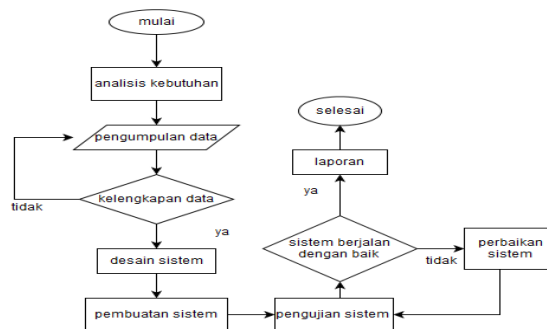 mulai
analisis kebutuhan
pengumpulan data
kelengkapan data
tidak
ya
desain sistem
pembuatan sistem
pengujian sistem
sistem berjalan
dengan baik
tidak
perbaikan
sistem
ya
laporan
selesai